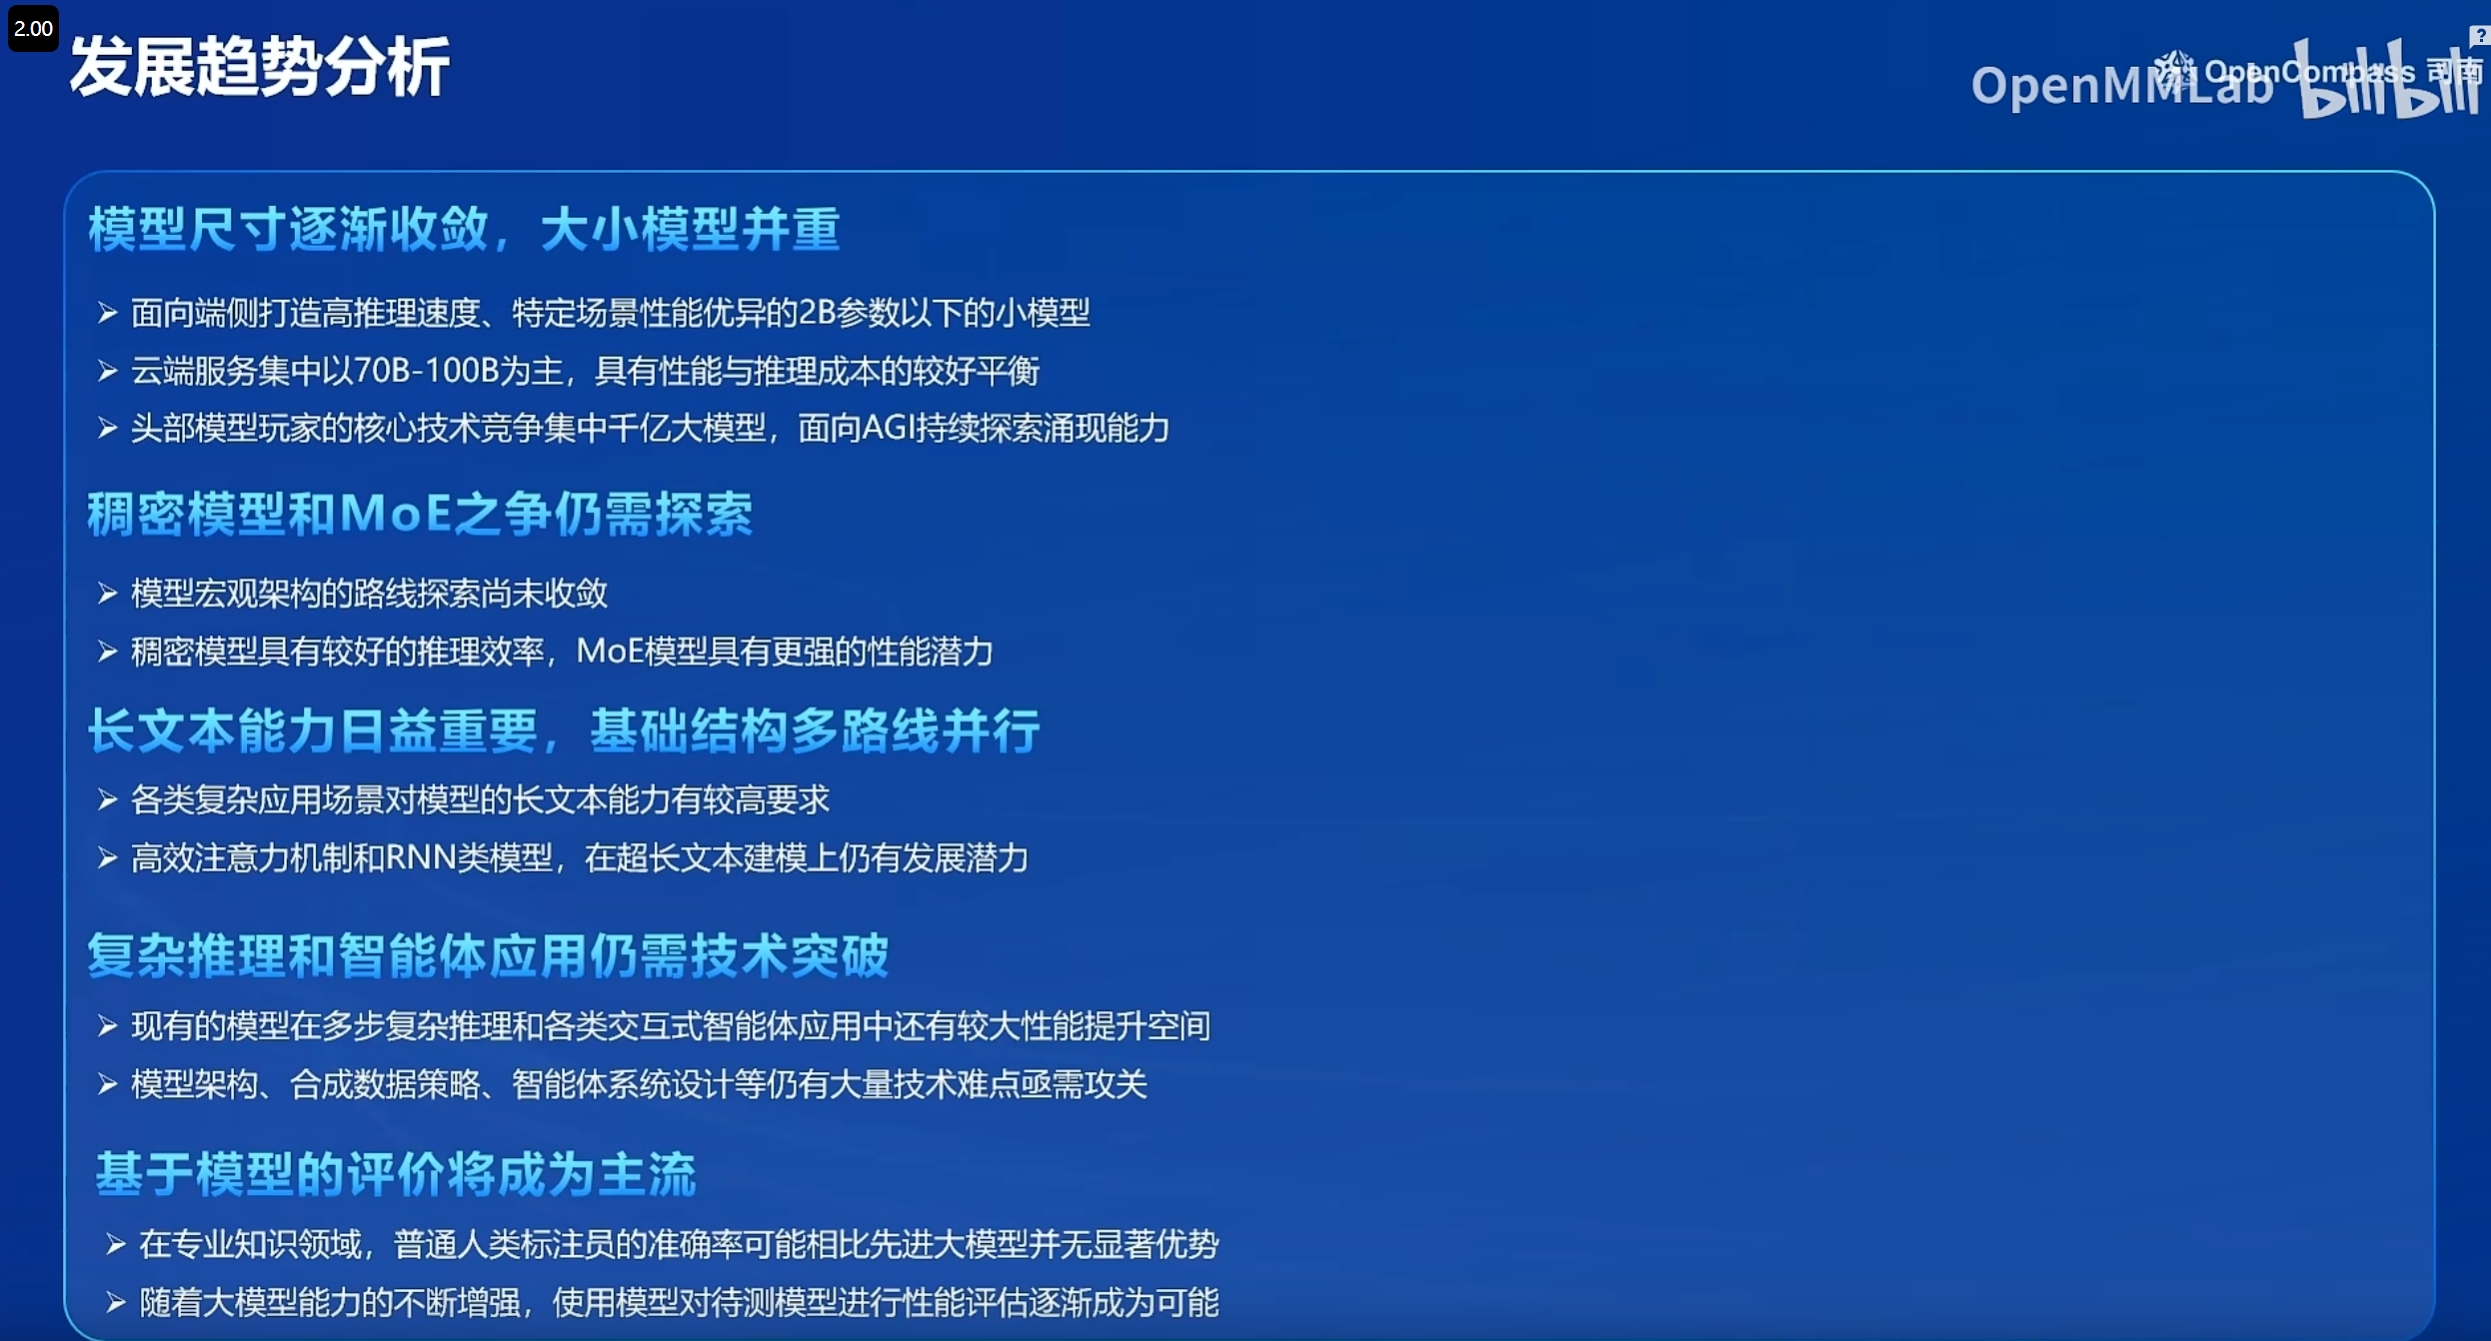 2.00
发展趋势分析
OpenMMLab
OpenCompass 司南
bilibili
?
模型尺寸逐渐收敛，大小模型并重
➢ 面向端侧打造高推理速度、特定场景性能优异的2B参数以下的小模型
➢ 云端服务集中以70B-100B为主，具有性能与推理成本的较好平衡
➢ 头部模型玩家的核心技术竞争集中千亿大模型，面向AGI持续探索涌现能力
稠密模型和MoE之争仍需探索
➢ 模型宏观架构的路线探索尚未收敛
➢ 稠密模型具有较好的推理效率，MoE模型具有更强的性能潜力
长文本能力日益重要，基础结构多路线并行
➢ 各类复杂应用场景对模型的长文本能力有较高要求
➢ 高效注意力机制和RNN类模型，在超长文本建模上仍有发展潜力
复杂推理和智能体应用仍需技术突破
➢ 现有的模型在多步复杂推理和各类交互式智能体应用中还有较大性能提升空间
➢ 模型架构、合成数据策略、智能体系统设计等仍有大量技术难点亟需攻关
基于模型的评价将成为主流
➢ 在专业知识领域，普通人类标注员的准确率可能相比先进大模型并无显著优势
➢ 随着大模型能力的不断增强，使用模型对待测模型进行性能评估逐渐成为可能